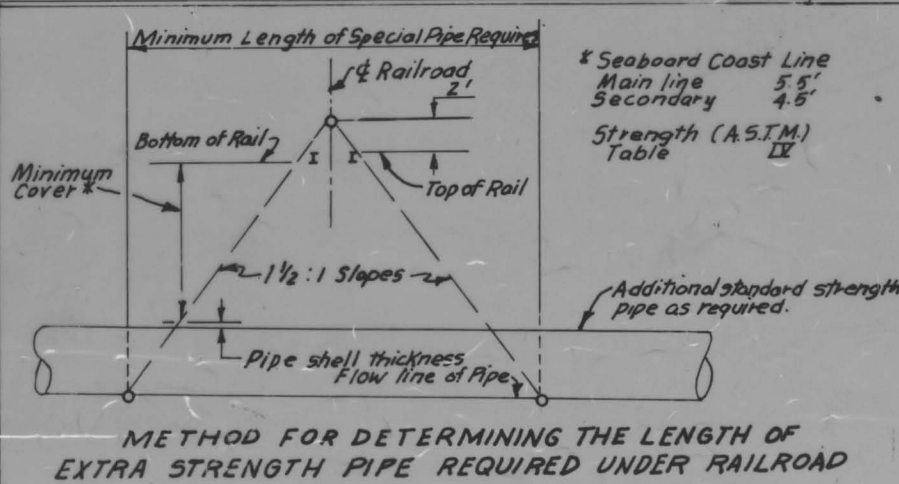 Minimum Length of Special Pipe Required
℄ Railroad
2'
* Seaboard Coast Line
Main line 5.5'
Secondary 4.5'
Strength (A.S.T.M.)
Table IV
Bottom of Rail
Minimum
Cover *
Top of Rail
1 1/2 : 1 Slopes
Additional standard strength
pipe as required.
Pipe shell thickness
Flow line of Pipe
METHOD FOR DETERMINING THE LENGTH OF
EXTRA STRENGTH PIPE REQUIRED UNDER RAILROAD